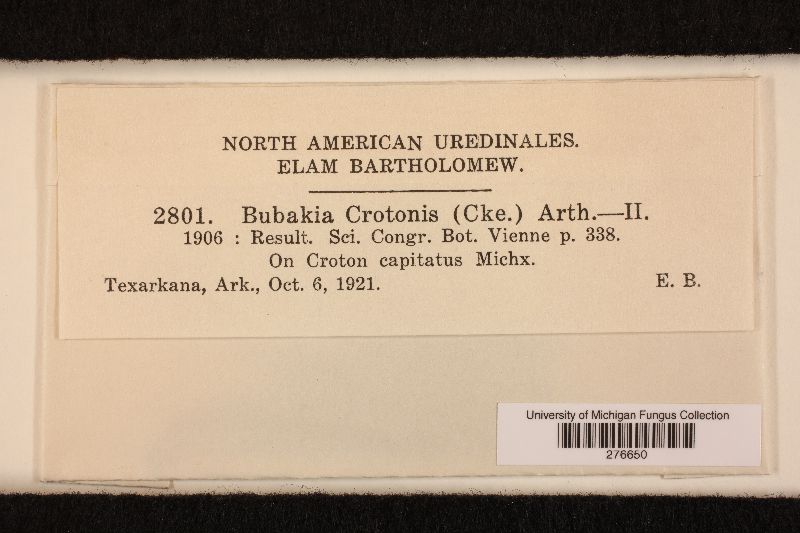 NORTH AMERICAN UREDINALES.
ELAM BARTHOLOMEW.
2801. Bubakia Crotonis (Cke.) Arth.—II.
1906 : Result. Sci. Congr. Bot. Vienne p. 338.
On Croton capitatus Michx.
Texarkana, Ark., Oct. 6, 1921. E. B.
University of Michigan Fungus Collection
276650